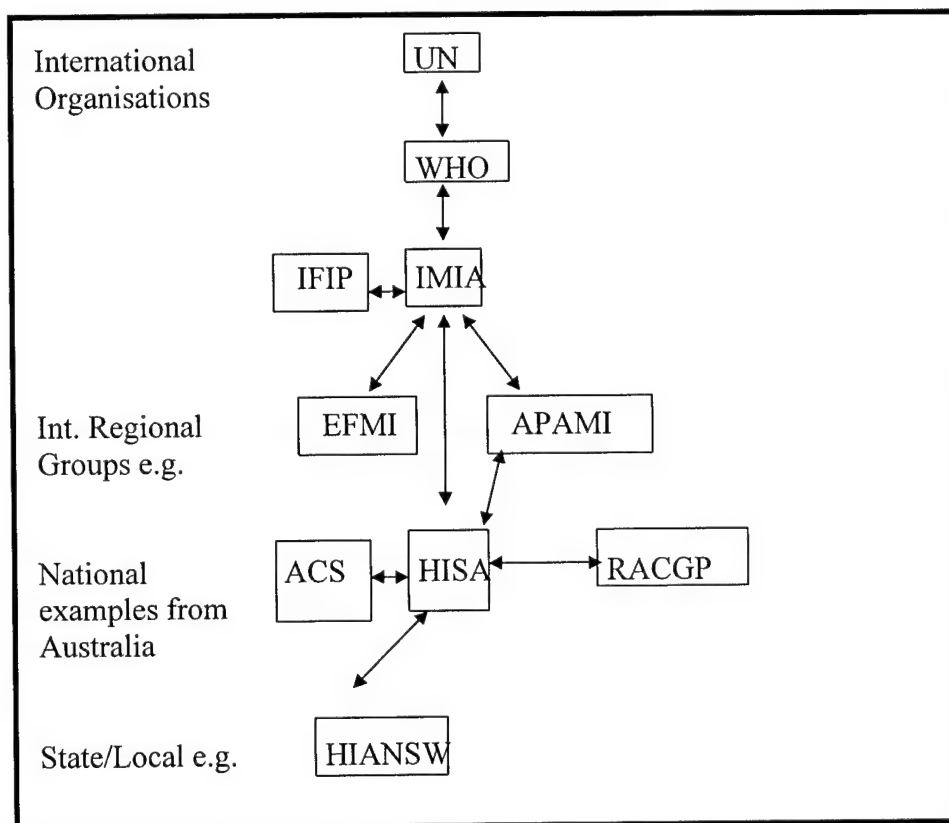 International
Organisations
UN
WHO
IFIP
IMIA
Int. Regional
Groups e.g.
EFMI
APAMI
National
examples from
Australia
ACS
HISA
RACGP
State/Local e.g.
HIANSW